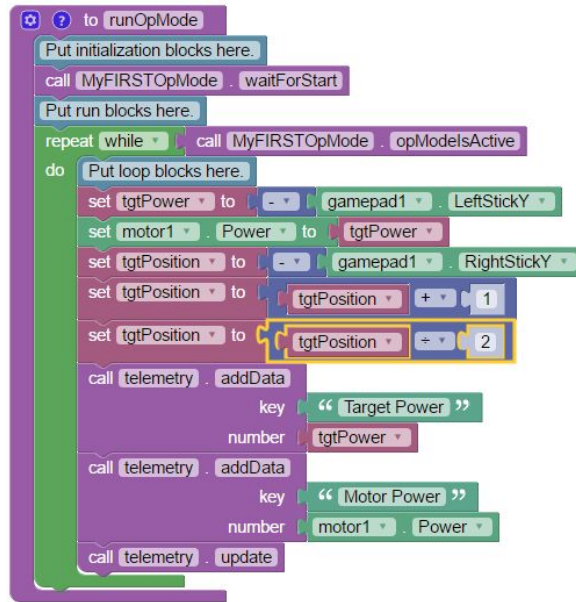 ? to runOpMode
Put initialization blocks here.
call MyFIRSTOpMode . waitForStart
Put run blocks here.
repeat while call MyFIRSTOpMode . opModeIsActive
do Put loop blocks here.
set tgtPower to - gamepad1 . LeftStickY
set motor1 . Power to tgtPower
set tgtPosition to - gamepad1 . RightStickY
set tgtPosition to tgtPosition + 1
set tgtPosition to tgtPosition ÷ 2
call telemetry . addData
key “ Target Power ”
number tgtPower
call telemetry . addData
key “ Motor Power ”
number motor1 . Power
call telemetry . update